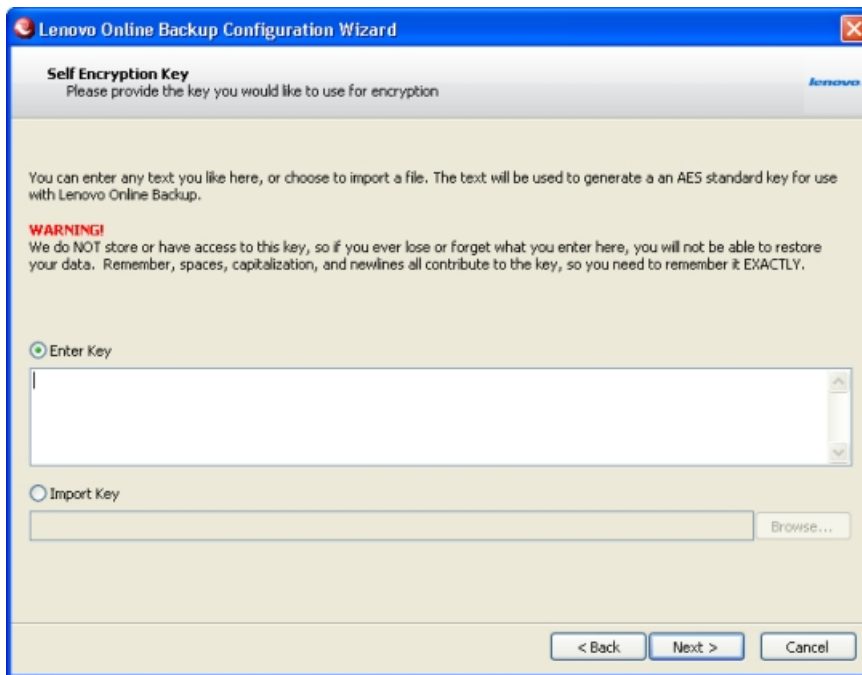 Lenovo Online Backup Configuration Wizard
Self Encryption Key
Please provide the key you would like to use for encryption
lenovo
You can enter any text you like here, or choose to import a file. The text will be used to generate a an AES standard key for use
with Lenovo Online Backup.
WARNING!
We do NOT store or have access to this key, so if you ever lose or forget what you enter here, you will not be able to restore
your data. Remember, spaces, capitalization, and newlines all contribute to the key, so you need to remember it EXACTLY.
Enter Key
Import Key
Browse...
< Back Next > Cancel